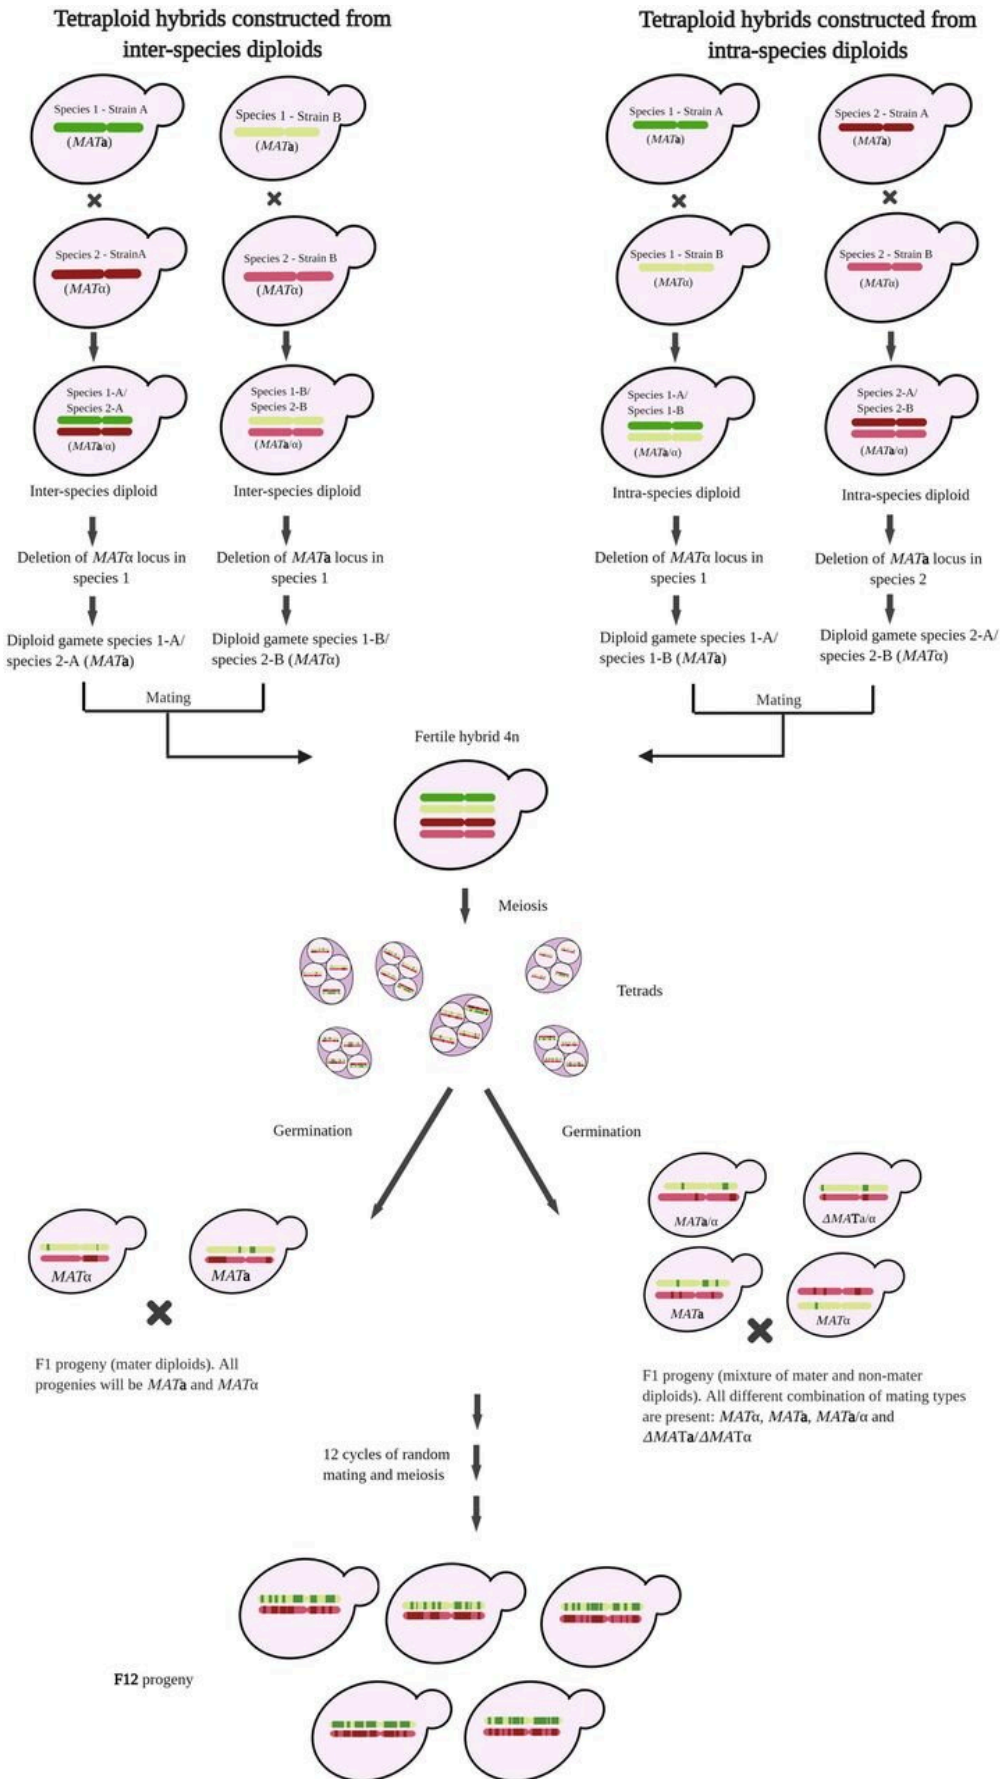 Tetraploid hybrids constructed from
inter-species diploids
Tetraploid hybrids constructed from
intra-species diploids
Species 1 - Strain A
(MATa)
Species 1 - Strain B
(MATa)
Species 1 - Strain A
(MATa)
Species 2 - Strain A
(MATa)
Species 2 - StrainA
(MATα)
Species 2 - Strain B
(MATα)
Species 1 - Strain B
(MATα)
Species 2 - Strain B
(MATα)
Species 1-A/
Species 2-A
(MATa/α)
Species 1-B/
Species 2-B
(MATa/α)
Species 1-A/
Species 1-B
(MATa/α)
Species 2-A/
Species 2-B
(MATa/α)
Inter-species diploid
Inter-species diploid
Intra-species diploid
Intra-species diploid
Deletion of MATα locus in
species 1
Deletion of MATa locus in
species 1
Deletion of MATα locus in
species 1
Deletion of MATa locus in
species 2
Diploid gamete species 1-A/
species 2-A (MATa)
Diploid gamete species 1-B/
species 2-B (MATα)
Diploid gamete species 1-A/
species 1-B (MATa)
Diploid gamete species 2-A/
species 2-B (MATα)
Mating
Mating
Fertile hybrid 4n
Meiosis
Tetrads
Germination
Germination
MATα
MATa
MATa/α
ΔMATa/α
MATa
MATα
F1 progeny (mater diploids). All
progenies will be MATa and MATα
F1 progeny (mixture of mater and non-mater
diploids). All different combination of mating types
are present: MATα, MATa, MATa/α and
ΔMATa/ΔMATα
12 cycles of random
mating and meiosis
F12 progeny